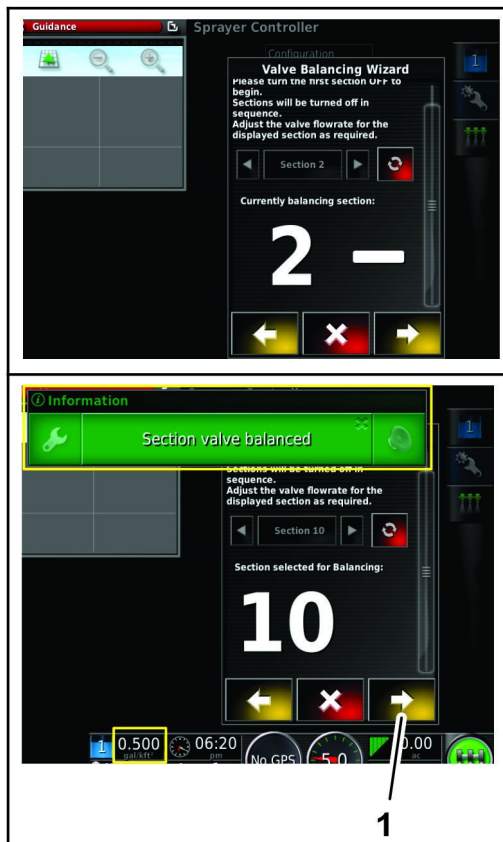 Guidance
Sprayer Controller
Configuration
Valve Balancing Wizard
Please turn the first section OFF to
begin.
Sections will be turned off in
sequence.
Adjust the valve flowrate for the
displayed section as required.
Section 2
Currently balancing section:
2 –
1
Information
Section valve balanced
1
Sections will be turned off in
sequence.
Adjust the valve flowrate for the
displayed section as required.
Section 10
Section selected for Balancing:
10
1 0.500 06:20 No GPS 5.0 0.00
gal/kft² pm ac
1